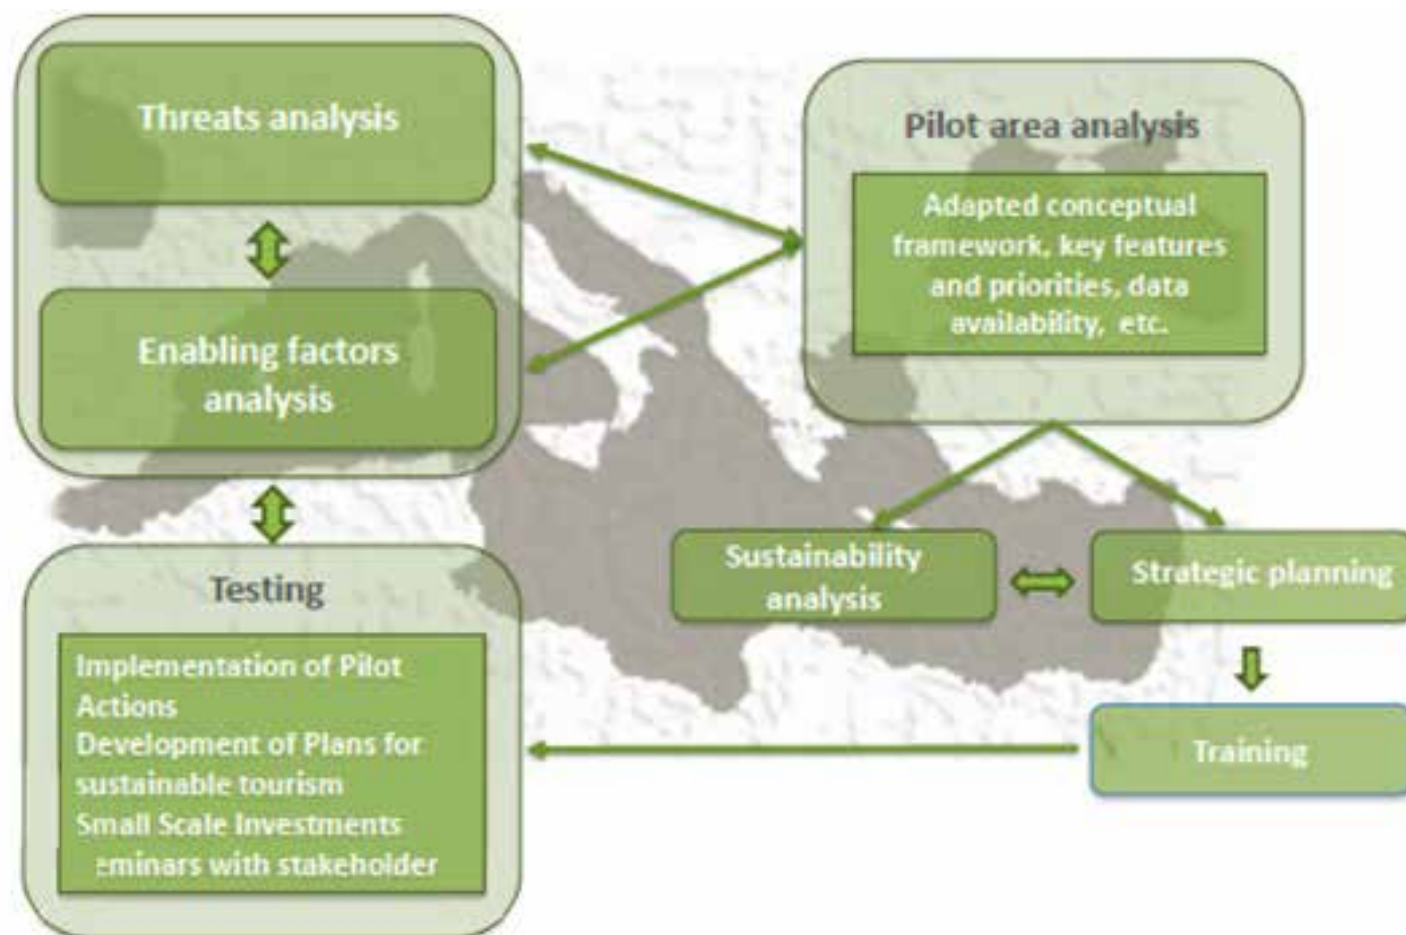 Threats analysis
Enabling factors
analysis
Pilot area analysis
Adapted conceptual
framework, key features
and priorities, data
availability, etc.
Sustainability
analysis
Strategic planning
Training
Testing
Implementation of Pilot
Actions
Development of Plans for
sustainable tourism
Small Scale Investments
eminars with stakeholder